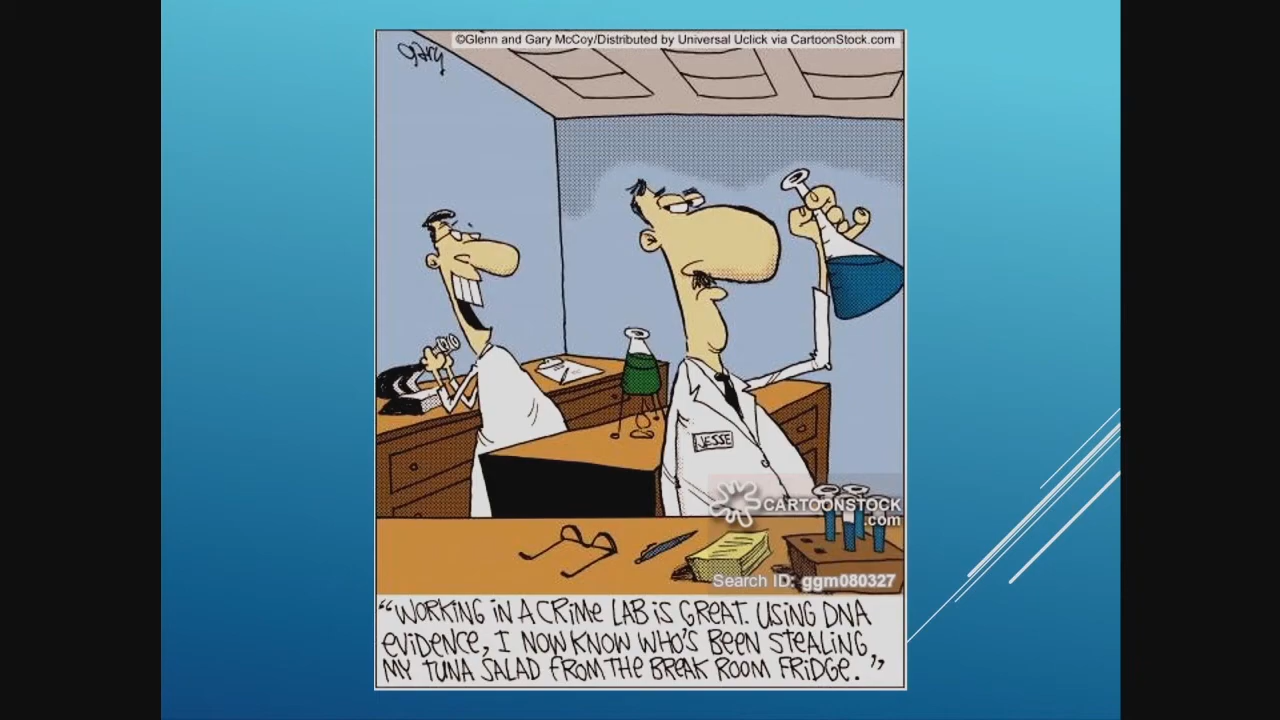 ©Glenn and Gary McCoy/Distributed by Universal Uclick via CartoonStock.com
gary
JESSE
CARTOONSTOCK
.com
Search ID: ggm080327
“WORKING IN A CRIME LAB IS GREAT. USING DNA
EVIDENCE, I NOW KNOW WHO'S BEEN STEALING
MY TUNA SALAD FROM THE BREAK ROOM FRIDGE.”